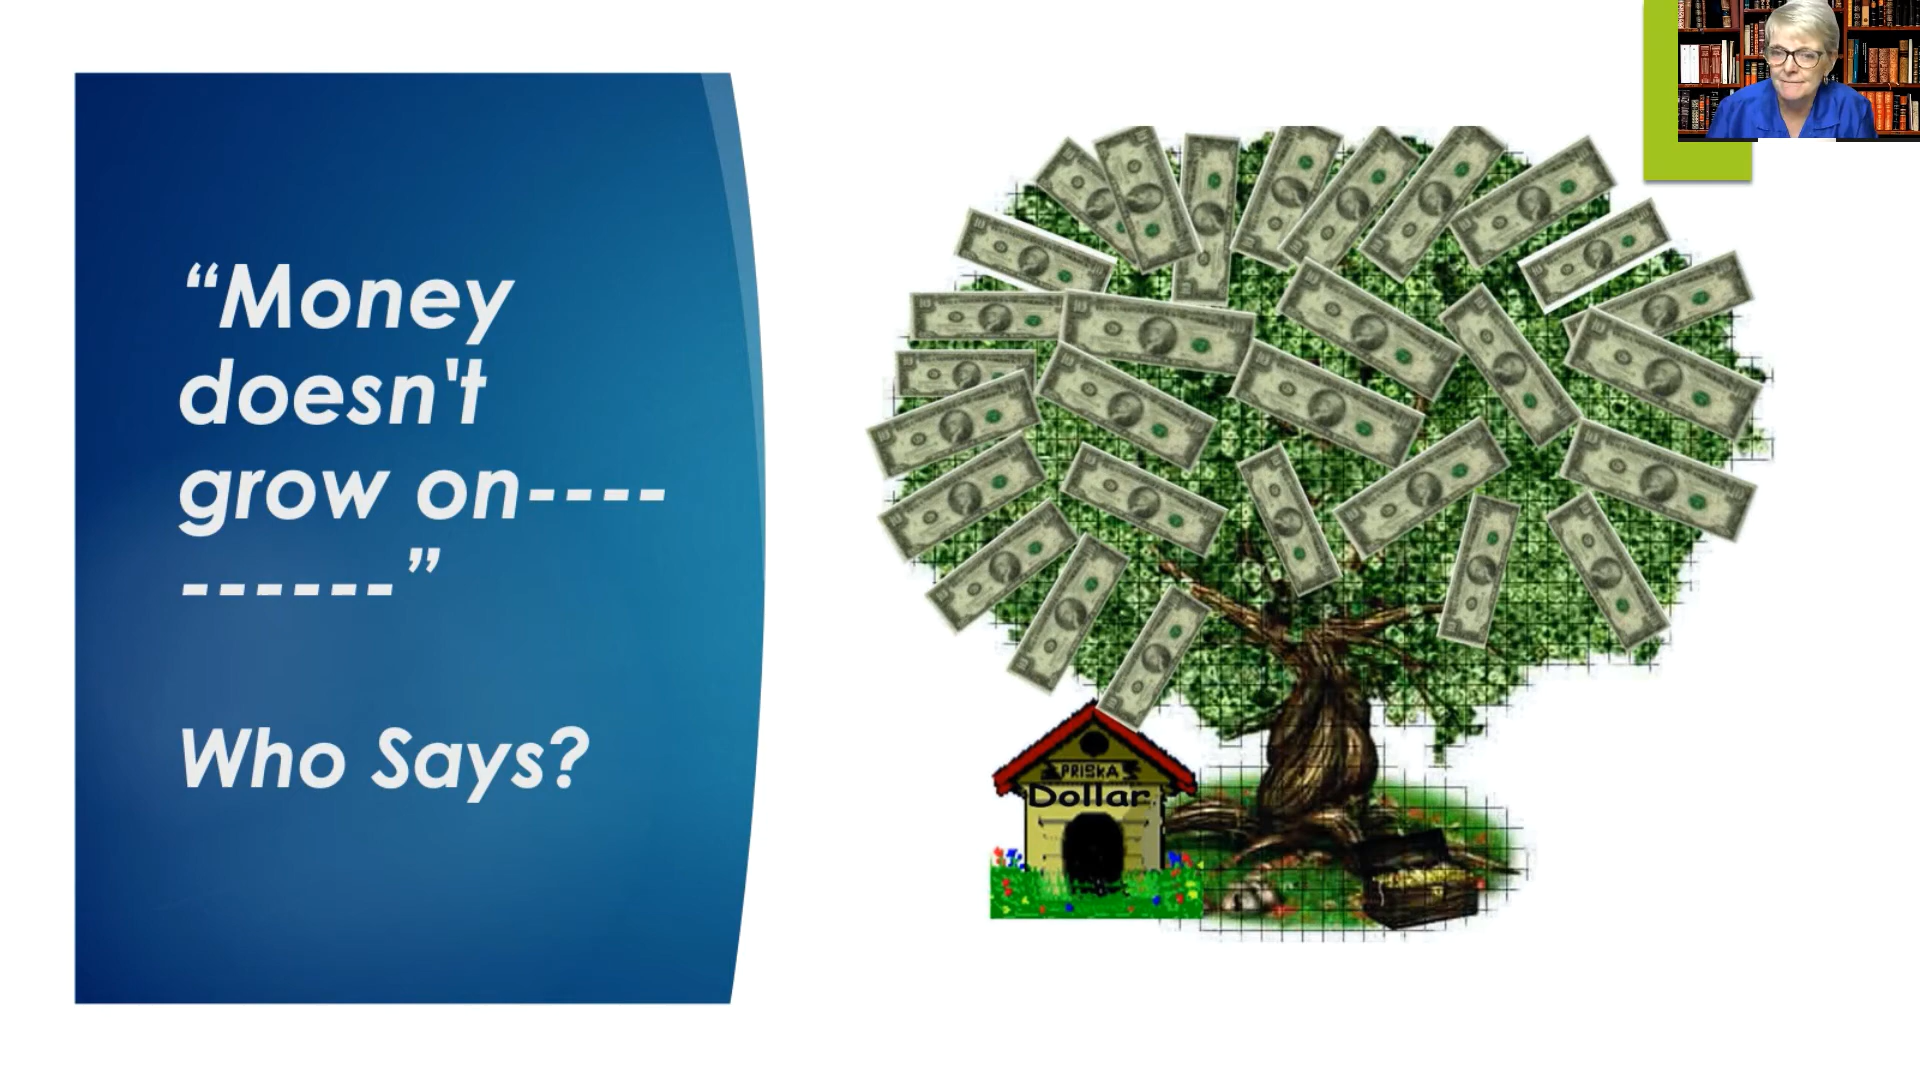 “Money
doesn't
grow on----
------”
Who Says?
PRISKA
Dollar